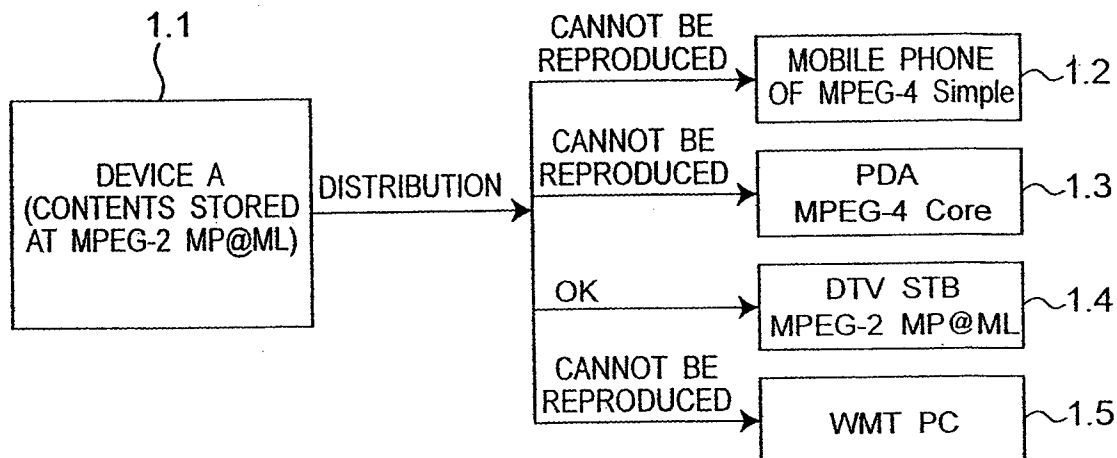 1.1
DEVICE A
(CONTENTS STORED
AT MPEG-2 MP@ML)
DISTRIBUTION
CANNOT BE
REPRODUCED
MOBILE PHONE
OF MPEG-4 Simple
1.2
CANNOT BE
REPRODUCED
PDA
MPEG-4 Core
1.3
OK
DTV STB
MPEG-2 MP@ML
1.4
CANNOT BE
REPRODUCED
WMT PC
1.5